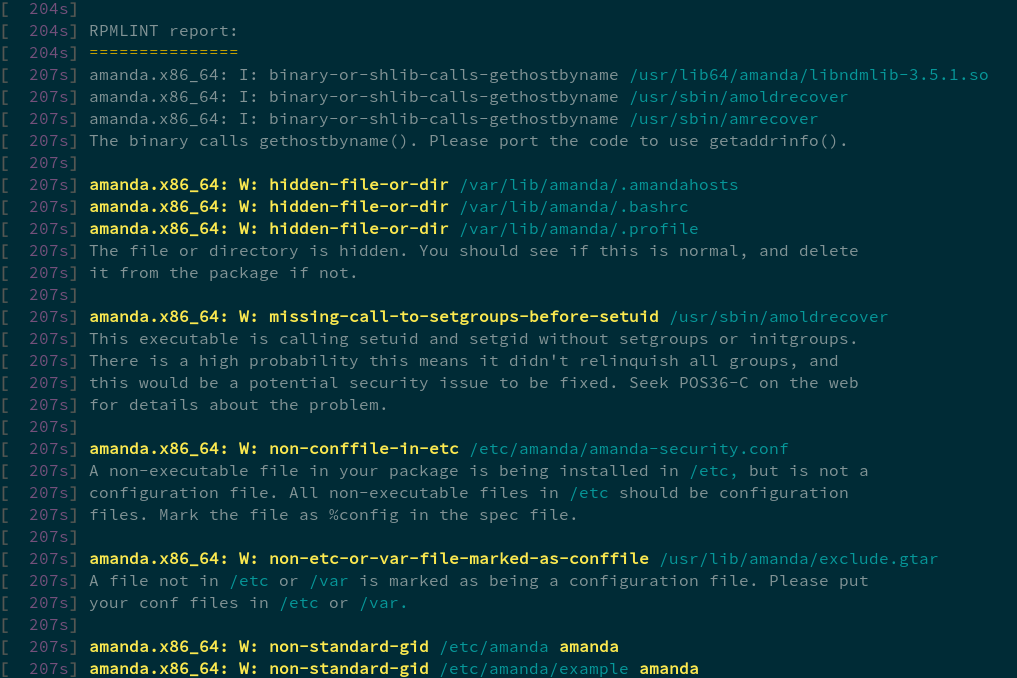 [  204s]
[  204s] RPMLINT report:
[  204s] ===============
[  207s] amanda.x86_64: I: binary-or-shlib-calls-gethostbyname /usr/lib64/amanda/libndmlib-3.5.1.so
[  207s] amanda.x86_64: I: binary-or-shlib-calls-gethostbyname /usr/sbin/amoldrecover
[  207s] amanda.x86_64: I: binary-or-shlib-calls-gethostbyname /usr/sbin/amrecover
[  207s] The binary calls gethostbyname(). Please port the code to use getaddrinfo().
[  207s]
[  207s] amanda.x86_64: W: hidden-file-or-dir /var/lib/amanda/.amandahosts
[  207s] amanda.x86_64: W: hidden-file-or-dir /var/lib/amanda/.bashrc
[  207s] amanda.x86_64: W: hidden-file-or-dir /var/lib/amanda/.profile
[  207s] The file or directory is hidden. You should see if this is normal, and delete
[  207s] it from the package if not.
[  207s]
[  207s] amanda.x86_64: W: missing-call-to-setgroups-before-setuid /usr/sbin/amoldrecover
[  207s] This executable is calling setuid and setgid without setgroups or initgroups.
[  207s] There is a high probability this means it didn't relinquish all groups, and
[  207s] this would be a potential security issue to be fixed. Seek POS36-C on the web
[  207s] for details about the problem.
[  207s]
[  207s] amanda.x86_64: W: non-conffile-in-etc /etc/amanda/amanda-security.conf
[  207s] A non-executable file in your package is being installed in /etc, but is not a
[  207s] configuration file. All non-executable files in /etc should be configuration
[  207s] files. Mark the file as %config in the spec file.
[  207s]
[  207s] amanda.x86_64: W: non-etc-or-var-file-marked-as-conffile /usr/lib/amanda/exclude.gtar
[  207s] A file not in /etc or /var is marked as being a configuration file. Please put
[  207s] your conf files in /etc or /var.
[  207s]
[  207s] amanda.x86_64: W: non-standard-gid /etc/amanda amanda
[  207s] amanda.x86_64: W: non-standard-gid /etc/amanda/example amanda